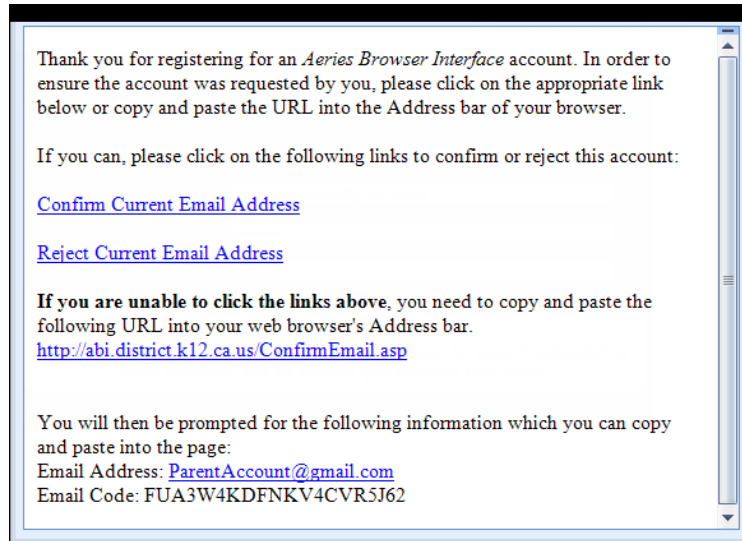 Thank you for registering for an Aeries Browser Interface account. In order to
ensure the account was requested by you, please click on the appropriate link
below or copy and paste the URL into the Address bar of your browser.
If you can, please click on the following links to confirm or reject this account:
Confirm Current Email Address
Reject Current Email Address
If you are unable to click the links above, you need to copy and paste the
following URL into your web browser's Address bar.
http://abi.district.k12.ca.us/ConfirmEmail.asp
You will then be prompted for the following information which you can copy
and paste into the page:
Email Address: ParentAccount@gmail.com
Email Code: FUA3W4KDFNKV4CVR5J62